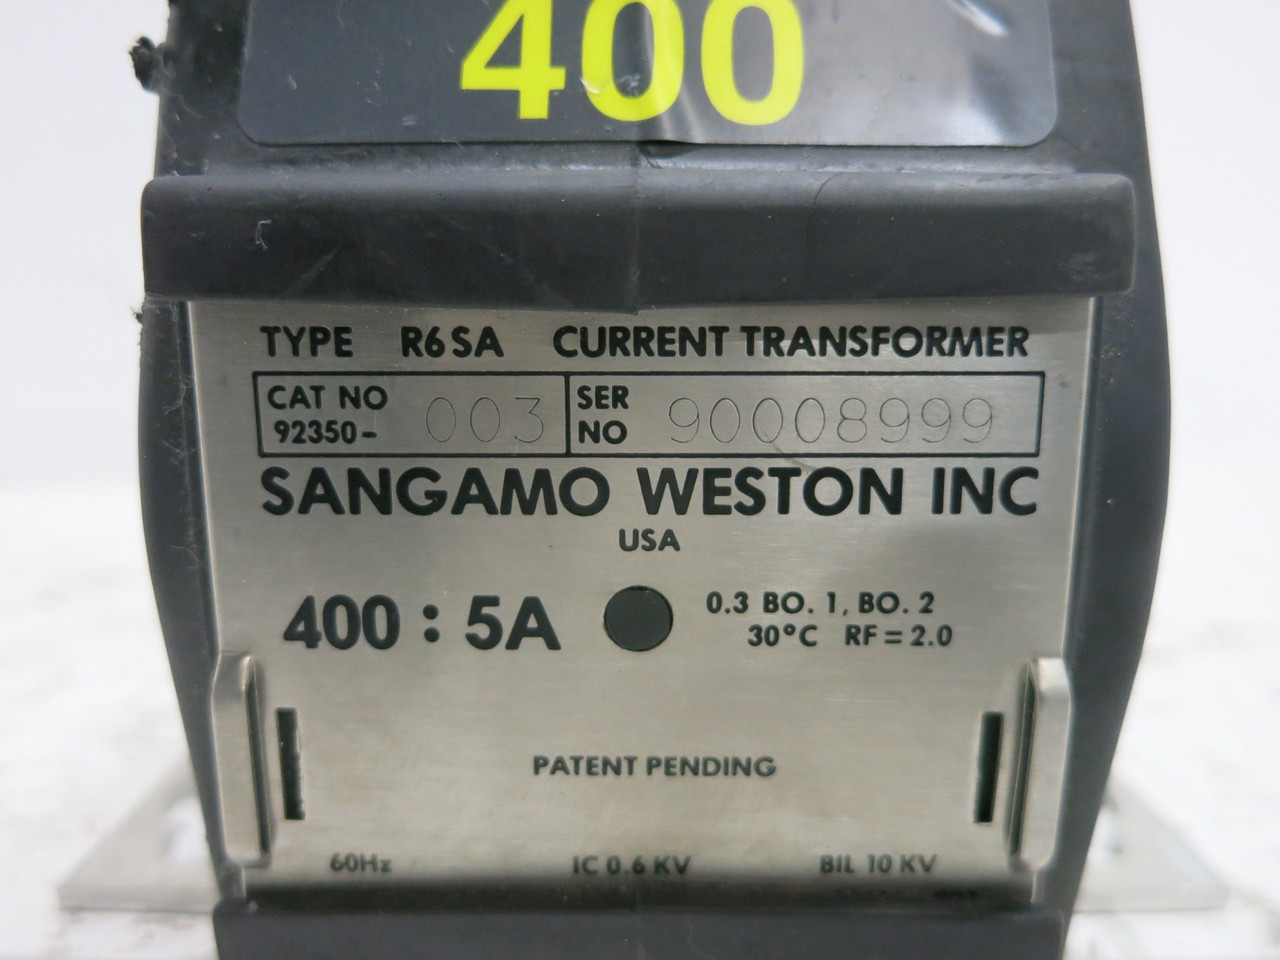 400
TYPE R6SA CURRENT TRANSFORMER
CAT NO 92350- 003 SER NO 90008999
SANGAMO WESTON INC
USA
400 : 5A
0.3 BO. 1, BO. 2
30°C RF = 2.0
PATENT PENDING
60Hz IC 0.6 KV BIL 10 KV